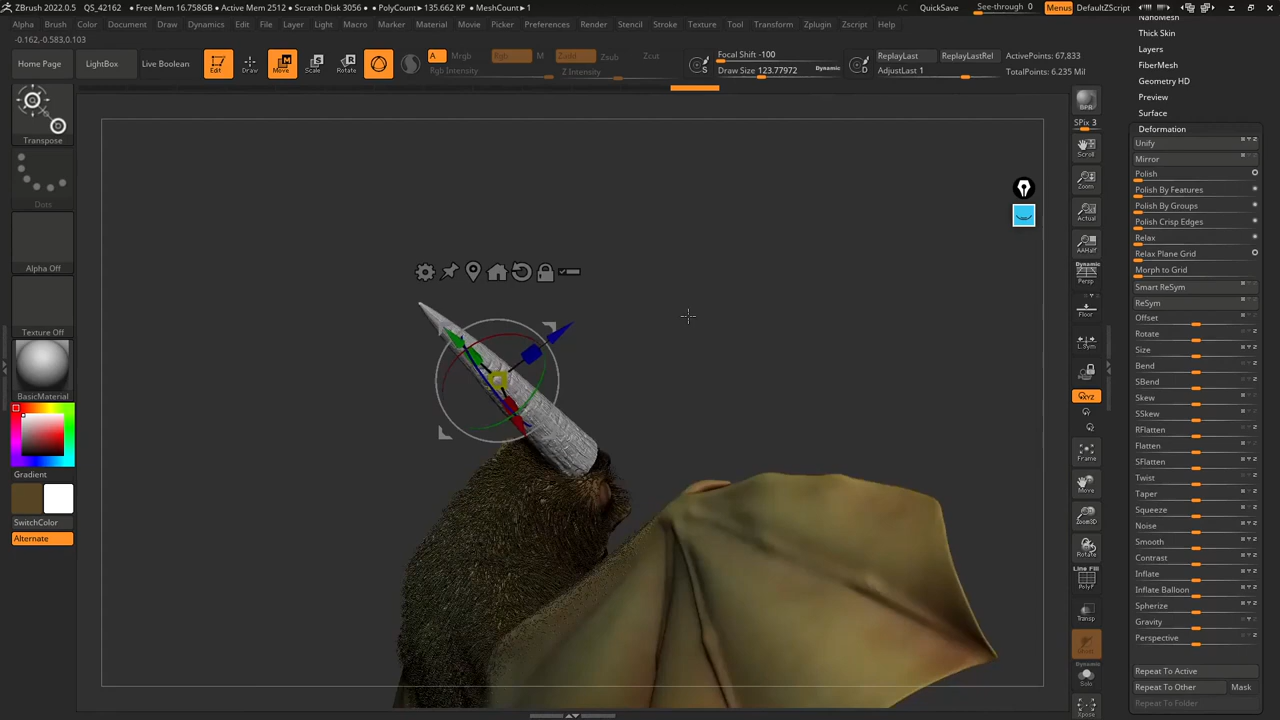 ZBrush 2022.0.5 QS_42162 • Free Mem 16.758GB • Active Mem 2512 • Scratch Disk 3056 • PolyCount▸135.662 KP • MeshCount▸1 AC QuickSave See-through 0 Menus DefaultZScript
Alpha Brush Color Document Draw Dynamics Edit File Layer Light Macro Marker Material Movie Picker Preferences Render Stencil Stroke Texture Tool Transform Zplugin Zscript Help
-0.162,-0.583,0.103
Home Page LightBox Live Boolean
Edit Draw Move Scale Rotate
A Mrgb Rgb M Zadd Zsub Zcut
Rgb Intensity Z Intensity
S Focal Shift -100
Draw Size 123.77972 Dynamic
D ReplayLast ReplayLastRel
AdjustLast 1
ActivePoints: 67,833
TotalPoints: 6.235 Mil
Transpose
Dots
Alpha Off
Texture Off
BasicMaterial
Gradient
SwitchColor
Alternate
BPR
SPix 3
Scroll
Zoom
Actual
AAHalf
Dynamic
Persp
Floor
L.Sym
XYZ
Frame
Move
Zoom3D
Rotate
Line Fill
PolyF
Transp
Dynamic
Solo
Xpose
NanoMesh
Thick Skin
Layers
FiberMesh
Geometry HD
Preview
Surface
Deformation
Unify
Mirror
Polish
Polish By Features
Polish By Groups
Polish Crisp Edges
Relax
Relax Plane Grid
Morph to Grid
Smart ReSym
ReSym
Offset
Rotate
Size
Bend
SBend
Skew
SSkew
RFlatten
Flatten
SFlatten
Twist
Taper
Squeeze
Noise
Smooth
Contrast
Inflate
Inflate Balloon
Spherize
Gravity
Perspective
Repeat To Active
Repeat To Other Mask
Repeat To Folder